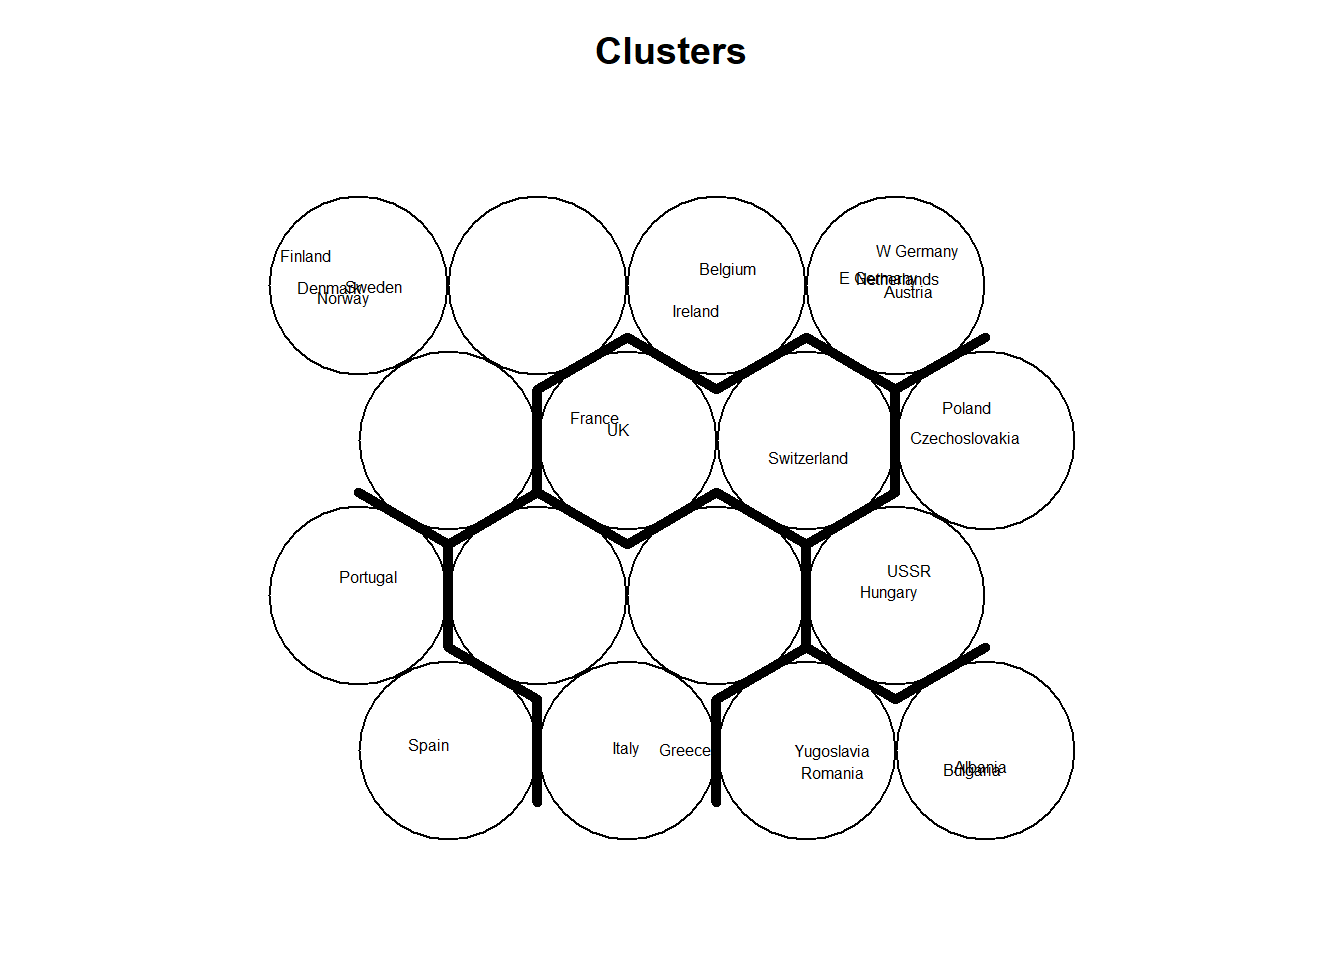 Clusters
Finland
Denmark
Sweden
Norway
Belgium
Ireland
W Germany
E Germany
Netherlands
Austria
France
UK
Switzerland
Poland
Czechoslovakia
Portugal
USSR
Hungary
Spain
Italy
Greece
Yugoslavia
Romania
Albania
Bulgaria